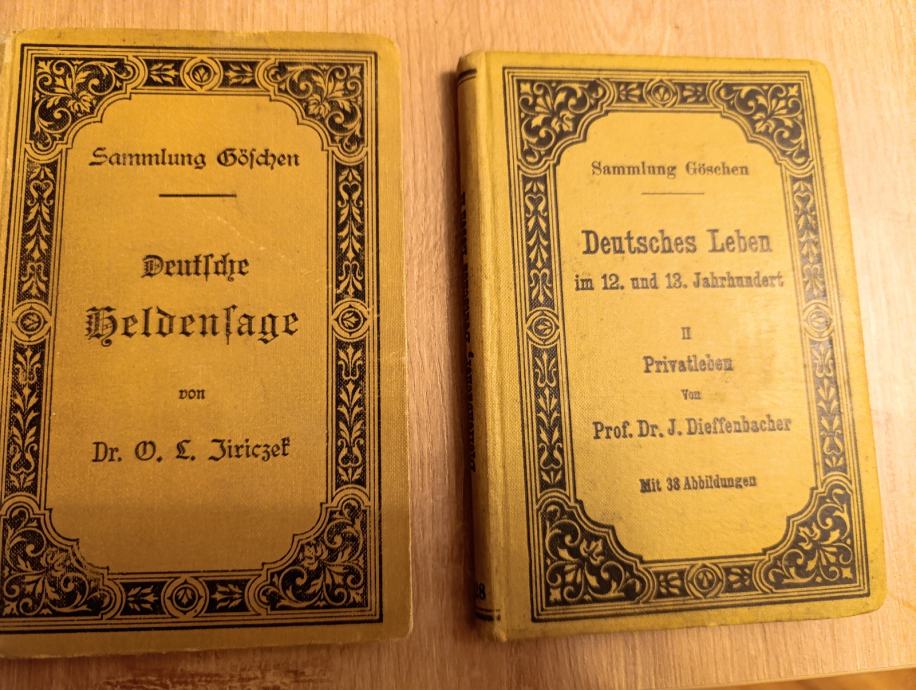 Sammlung Göschen
Deutsche
Heldensage
von
Dr. O. L. Jiriczek
Sammlung Göschen
Deutsches Leben
im 12. und 13. Jahrhundert
II
Privatleben
Von
Prof. Dr. J. Dieffenbacher
Mit 38 Abbildungen